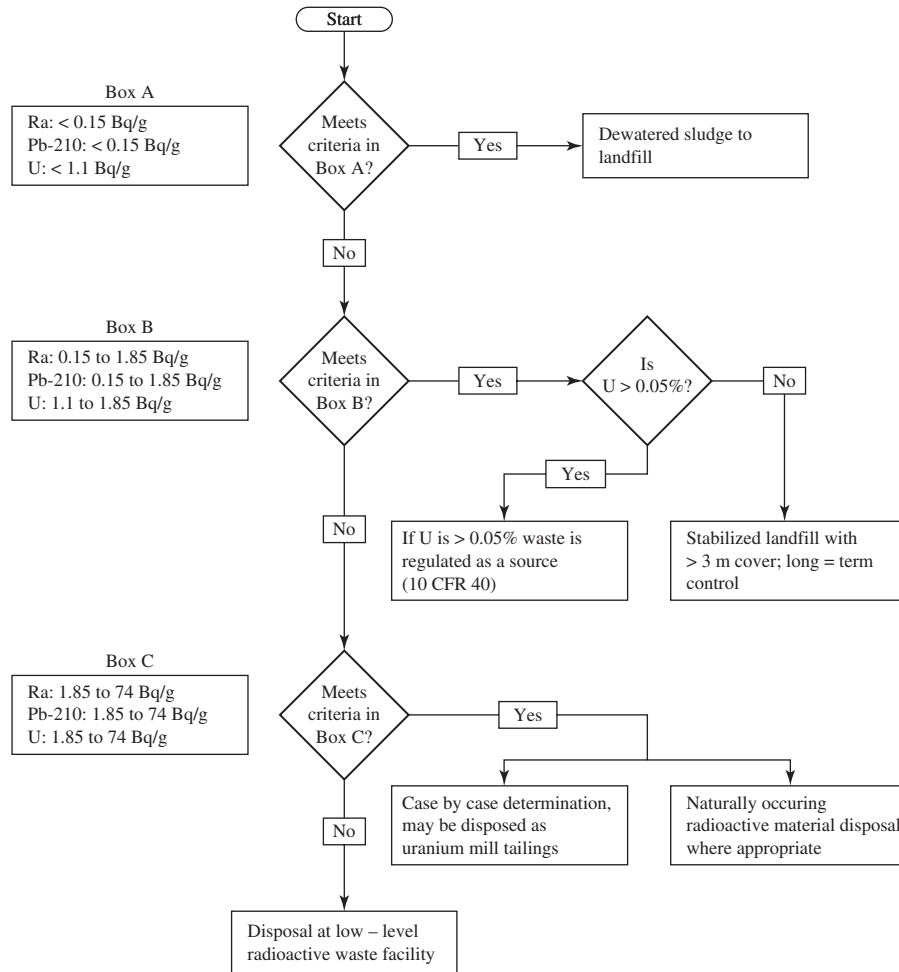 Start
Box A
Ra: < 0.15 Bq/g
Pb-210: < 0.15 Bq/g
U: < 1.1 Bq/g
Meets
criteria in
Box A?
Yes
Dewatered sludge to
landfill
No
Box B
Ra: 0.15 to 1.85 Bq/g
Pb-210: 0.15 to 1.85 Bq/g
U: 1.1 to 1.85 Bq/g
Meets
criteria in
Box B?
Yes
Is
U > 0.05%?
No
Yes
No
If U is > 0.05% waste is
regulated as a source
(10 CFR 40)
Stabilized landfill with
> 3 m cover; long = term
control
Box C
Ra: 1.85 to 74 Bq/g
Pb-210: 1.85 to 74 Bq/g
U: 1.85 to 74 Bq/g
Meets
criteria in
Box C?
Yes
Case by case determination,
may be disposed as
uranium mill tailings
Naturally occuring
radioactive material disposal
where appropriate
No
Disposal at low – level
radioactive waste facility